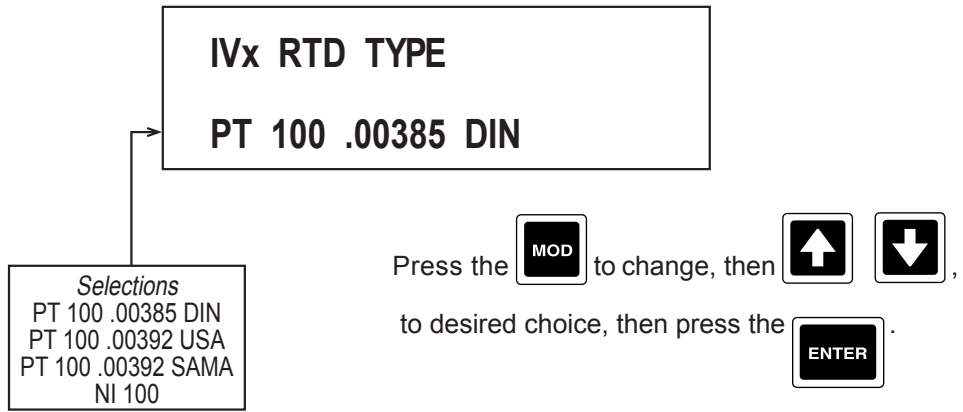 IVx RTD TYPE
PT 100 .00385 DIN
Selections
PT 100 .00385 DIN
PT 100 .00392 USA
PT 100 .00392 SAMA
NI 100
Press the MOD to change, then ,
to desired choice, then press the ENTER .